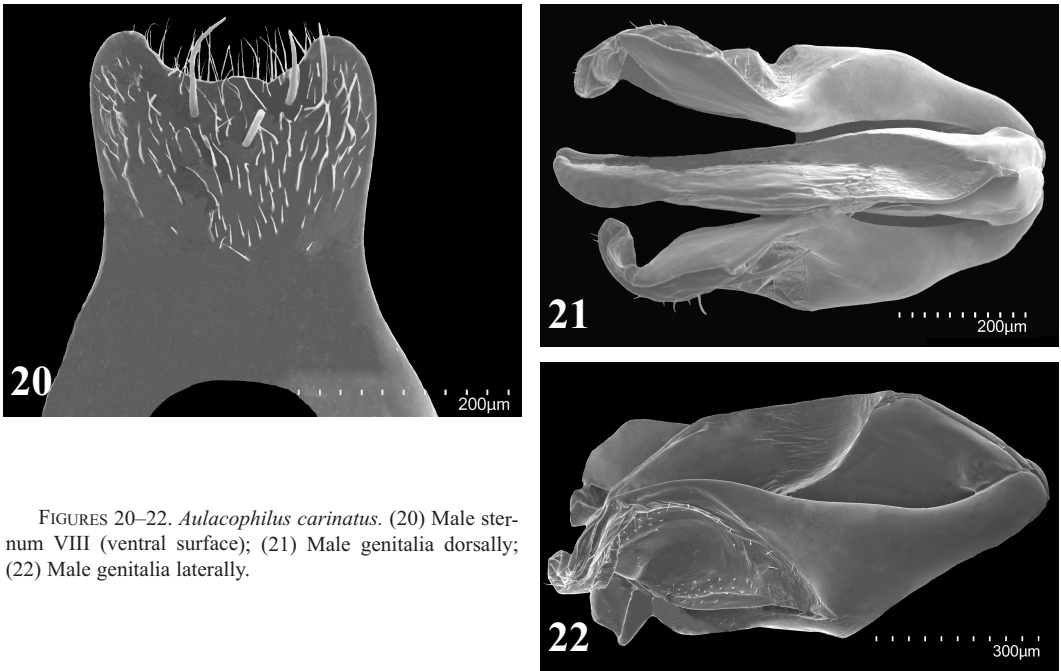 20
200µm
21
200µm
22
300µm
FIGURES 20–22. Aulacophilus carinatus. (20) Male ster-
num VIII (ventral surface); (21) Male genitalia dorsally;
(22) Male genitalia laterally.